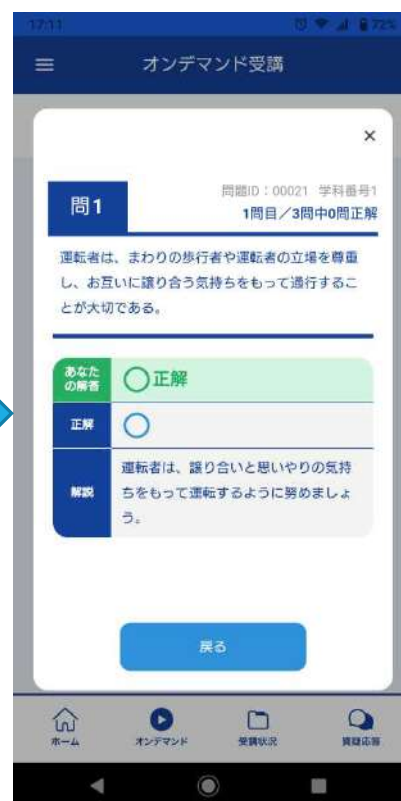 17:11 72%
オンデマンド受講
×
問題ID：00021 学科番号1
問1
1問目／3問中0問正解
運転者は、まわりの歩行者や運転者の立場を尊重
し、お互いに譲り合う気持ちをもって通行するこ
とが大切である。
あなた
の解答
○正解
正解
○
運転者は、譲り合いと思いやりの気持
解説
ちをもって運転するように努めましょ
う。
戻る
ホーム オンデマンド 受講状況 質疑応答